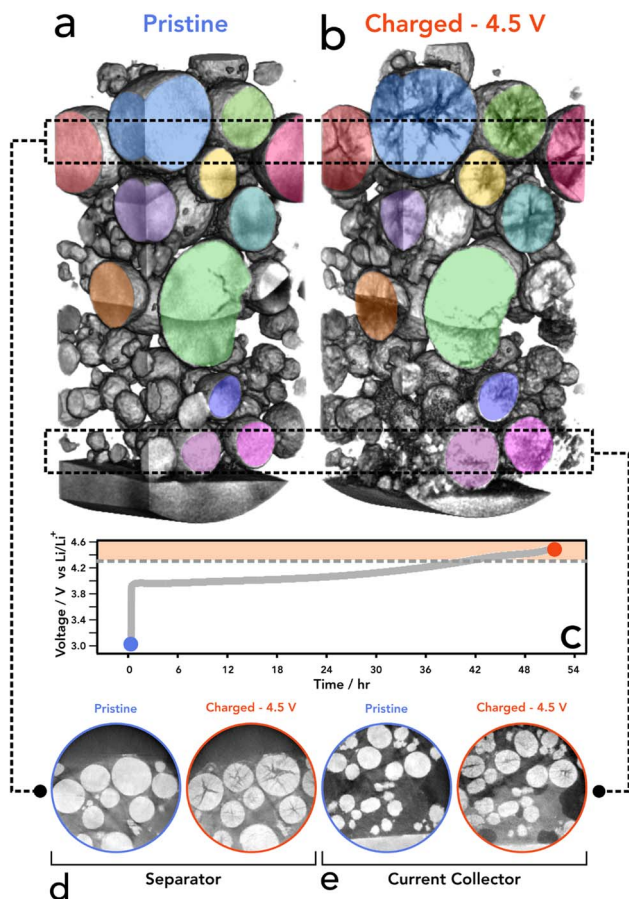 a
Pristine
b
Charged - 4.5 V
Voltage / V vs Li/Li+
4.6
4.2
3.8
3.4
3.0
c
0 6 12 18 24 30 36 42 48 54
Time / hr
Pristine
Charged - 4.5 V
Pristine
Charged - 4.5 V
d
Separator
e
Current Collector